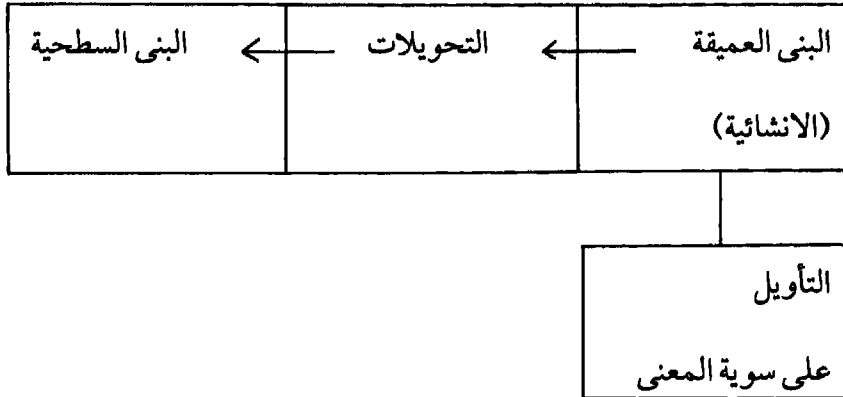 البنى العميقة
(الانشائية)
التحويلات
البنى السطحية
التأويل
على سوية المعنى